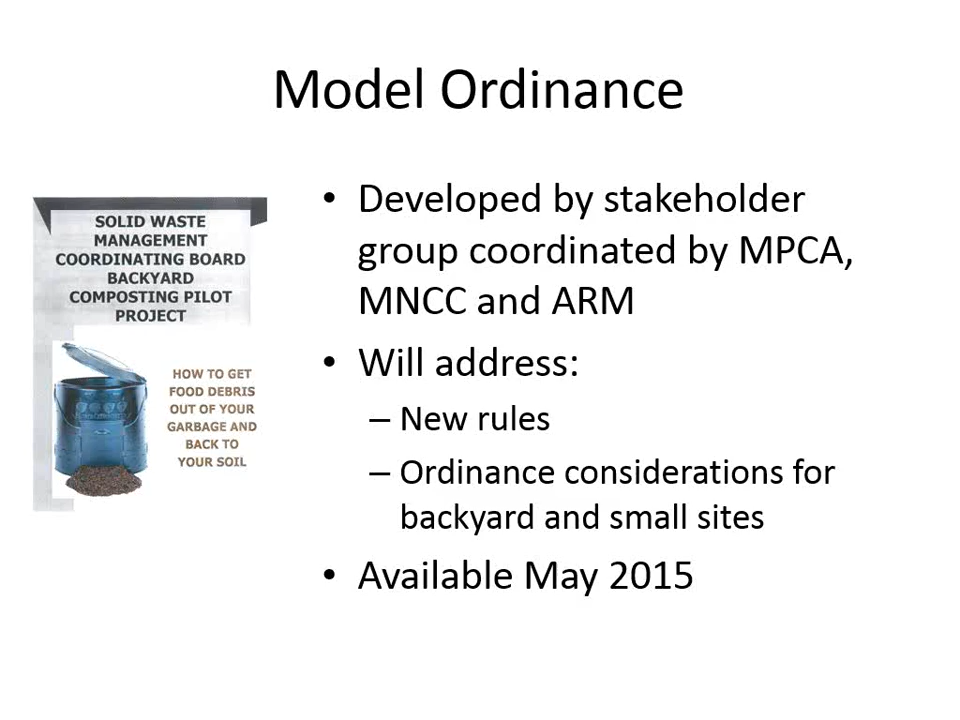 Model Ordinance
SOLID WASTE
MANAGEMENT
COORDINATING BOARD
BACKYARD
COMPOSTING PILOT
PROJECT
HOW TO GET
FOOD DEBRIS
OUT OF YOUR
GARBAGE AND
BACK TO
YOUR SOIL
• Developed by stakeholder
group coordinated by MPCA,
MNCC and ARM
• Will address:
– New rules
– Ordinance considerations for
backyard and small sites
• Available May 2015